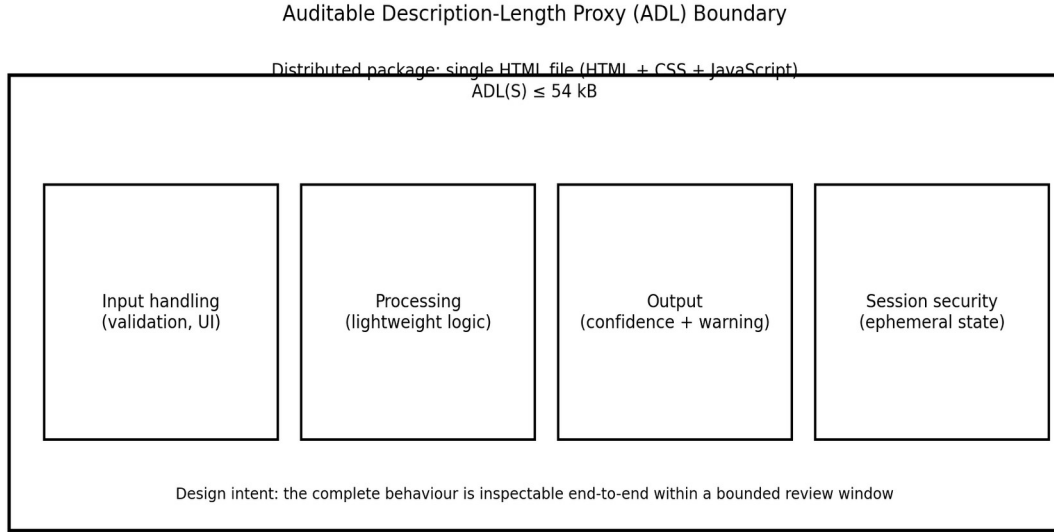 Auditable Description-Length Proxy (ADL) Boundary
Distributed package: single HTML file (HTML + CSS + JavaScript)
ADL(S) ≤ 54 kB
Input handling
(validation, UI)
Processing
(lightweight logic)
Output
(confidence + warning)
Session security
(ephemeral state)
Design intent: the complete behaviour is inspectable end-to-end within a bounded review window